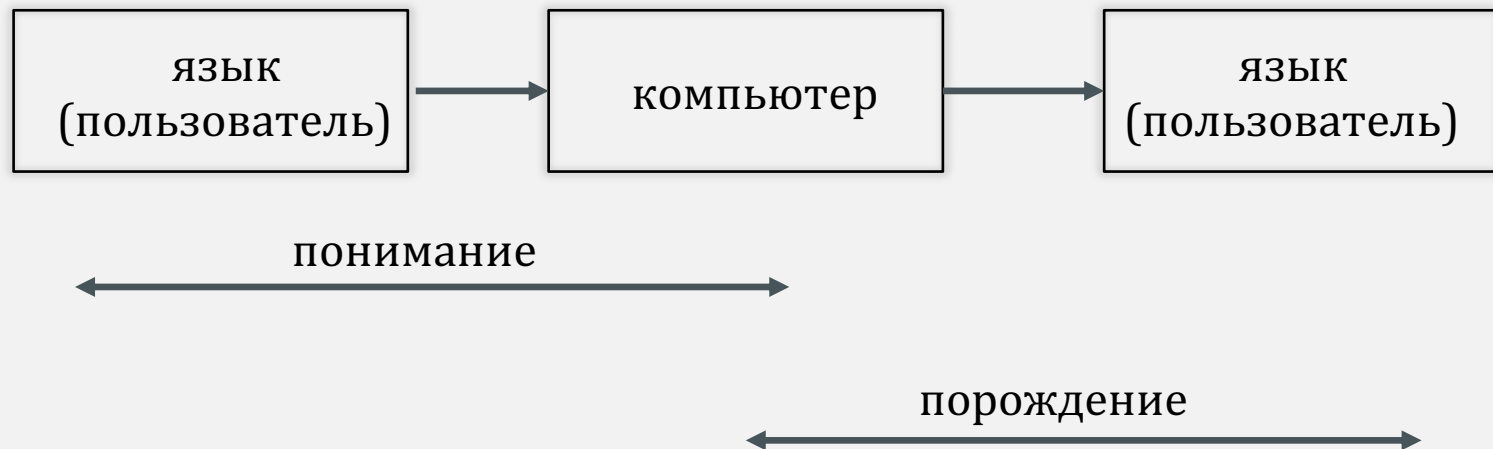 язык
(пользователь)
компьютер
язык
(пользователь)
понимание
порождение